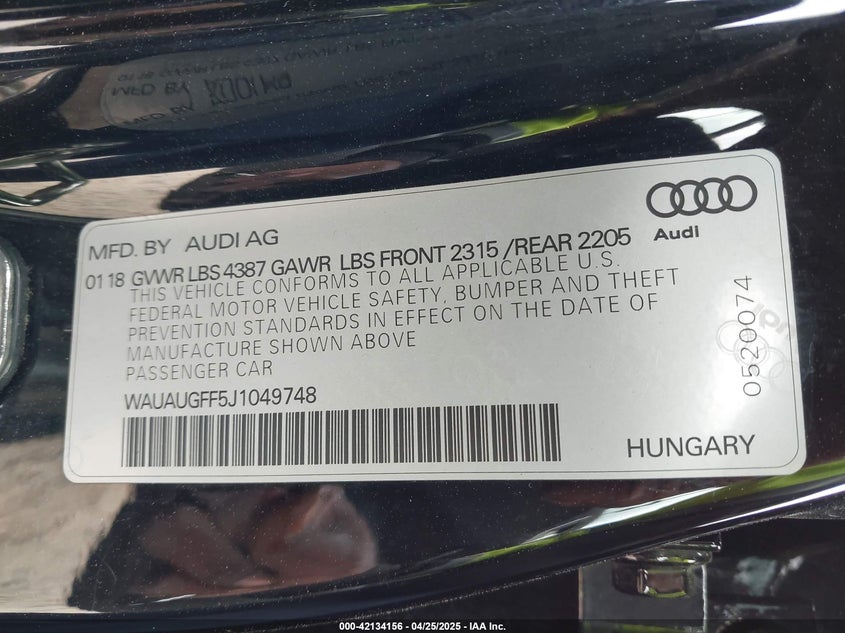 MFD. BY AUDI AG
Audi
01 18 GVWR LBS 4387 GAWR LBS FRONT 2315 /REAR 2205
THIS VEHICLE CONFORMS TO ALL APPLICABLE U.S.
FEDERAL MOTOR VEHICLE SAFETY, BUMPER AND THEFT
PREVENTION STANDARDS IN EFFECT ON THE DATE OF
MANUFACTURE SHOWN ABOVE
PASSENGER CAR
WAUAUGFF5J1049748
0520074
HUNGARY
000-42134156 - 04/25/2025 - IAA Inc.